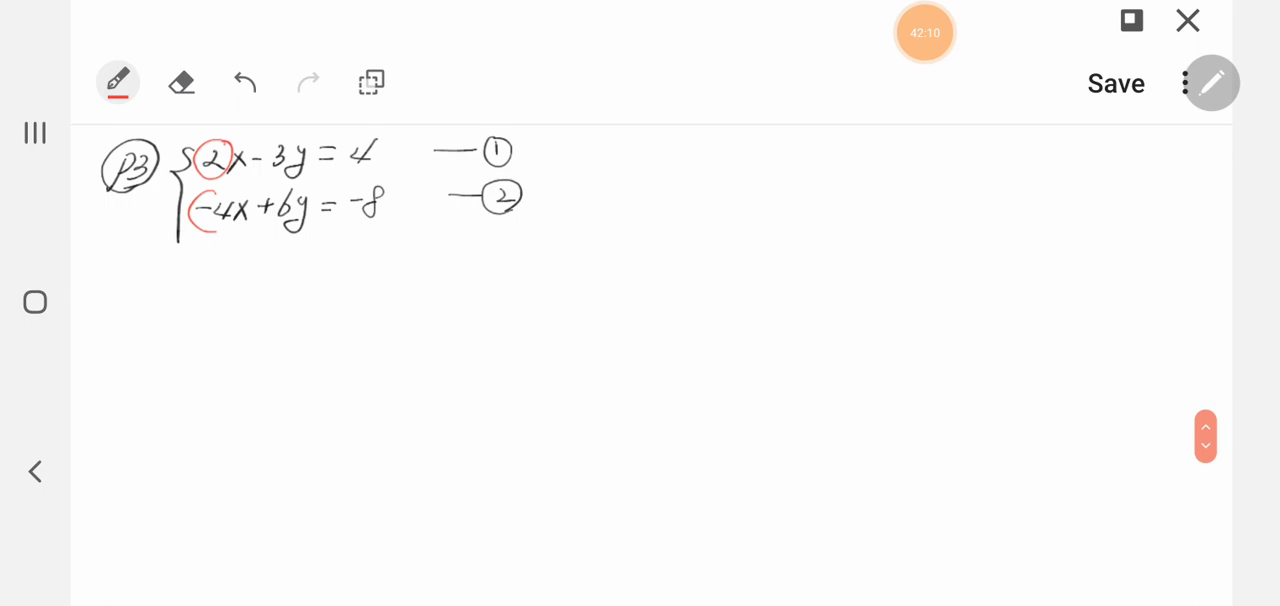 42:10
Save
P3 { 2x - 3y = 4 — ①
-4x + 6y = -8 — ②